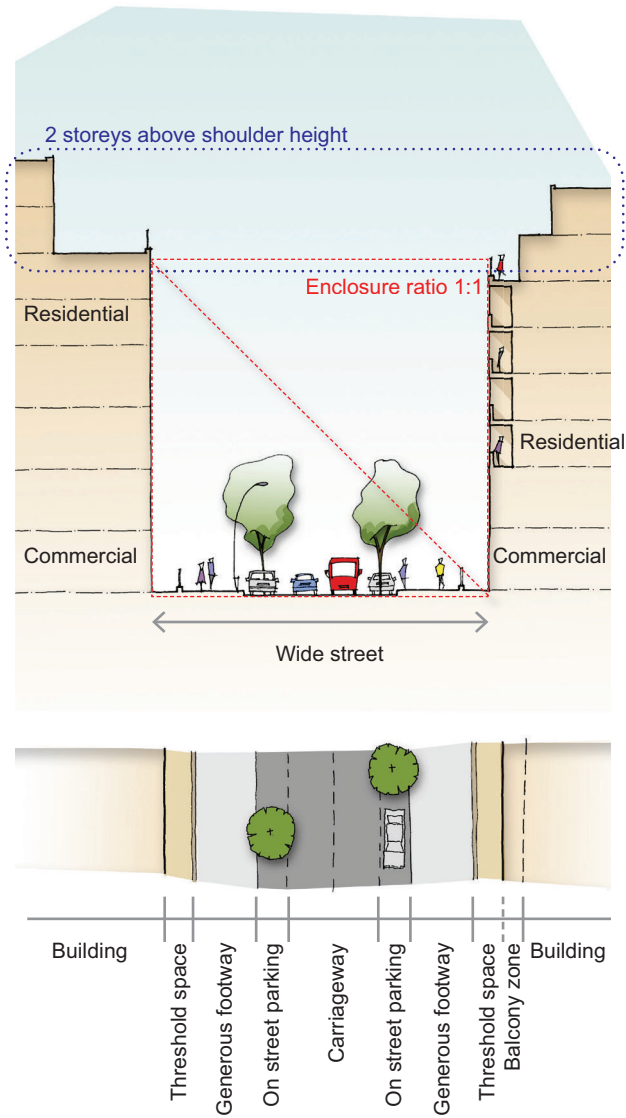 2 storeys above shoulder height
Enclosure ratio 1:1
Residential
Residential
Commercial
Commercial
Wide street
Building
Threshold space
Generous footway
On street parking
Carriageway
On street parking
Generous footway
Threshold space
Balcony zone
Building